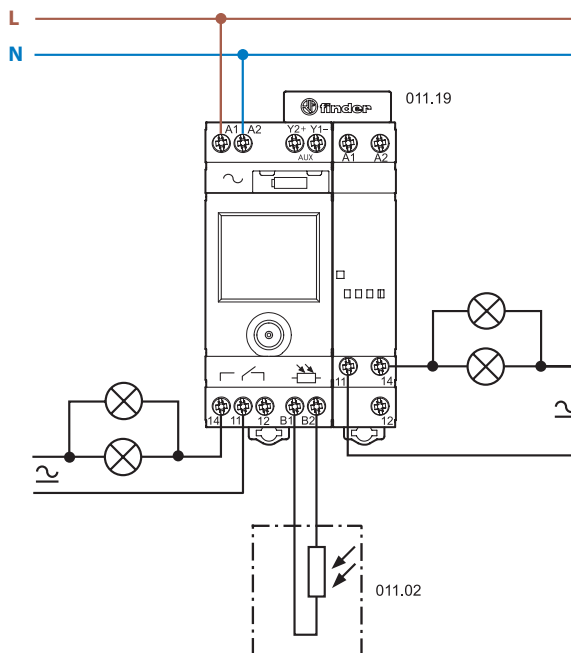 L
N
finder
011.19
A1 A2 Y2+ Y1– A1 A2
AUX
11 14
14 11 12 B1 B2 12
011.02